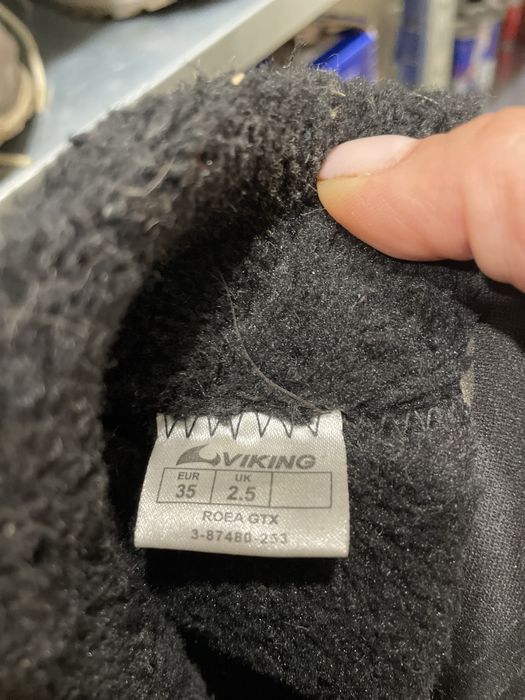 VIKING
EUR UK
35 2.5
ROEA GTX
3-87480-253